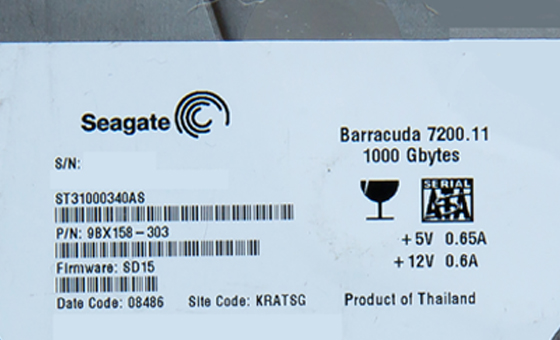 Seagate
Barracuda 7200.11
1000 Gbytes
S/N:
ST31000340AS
SERIAL
ATA
P/N: 9BX158-303
+5V 0.65A
+12V 0.6A
Firmware: SD15
Date Code: 08486 Site Code: KRATSG Product of Thailand